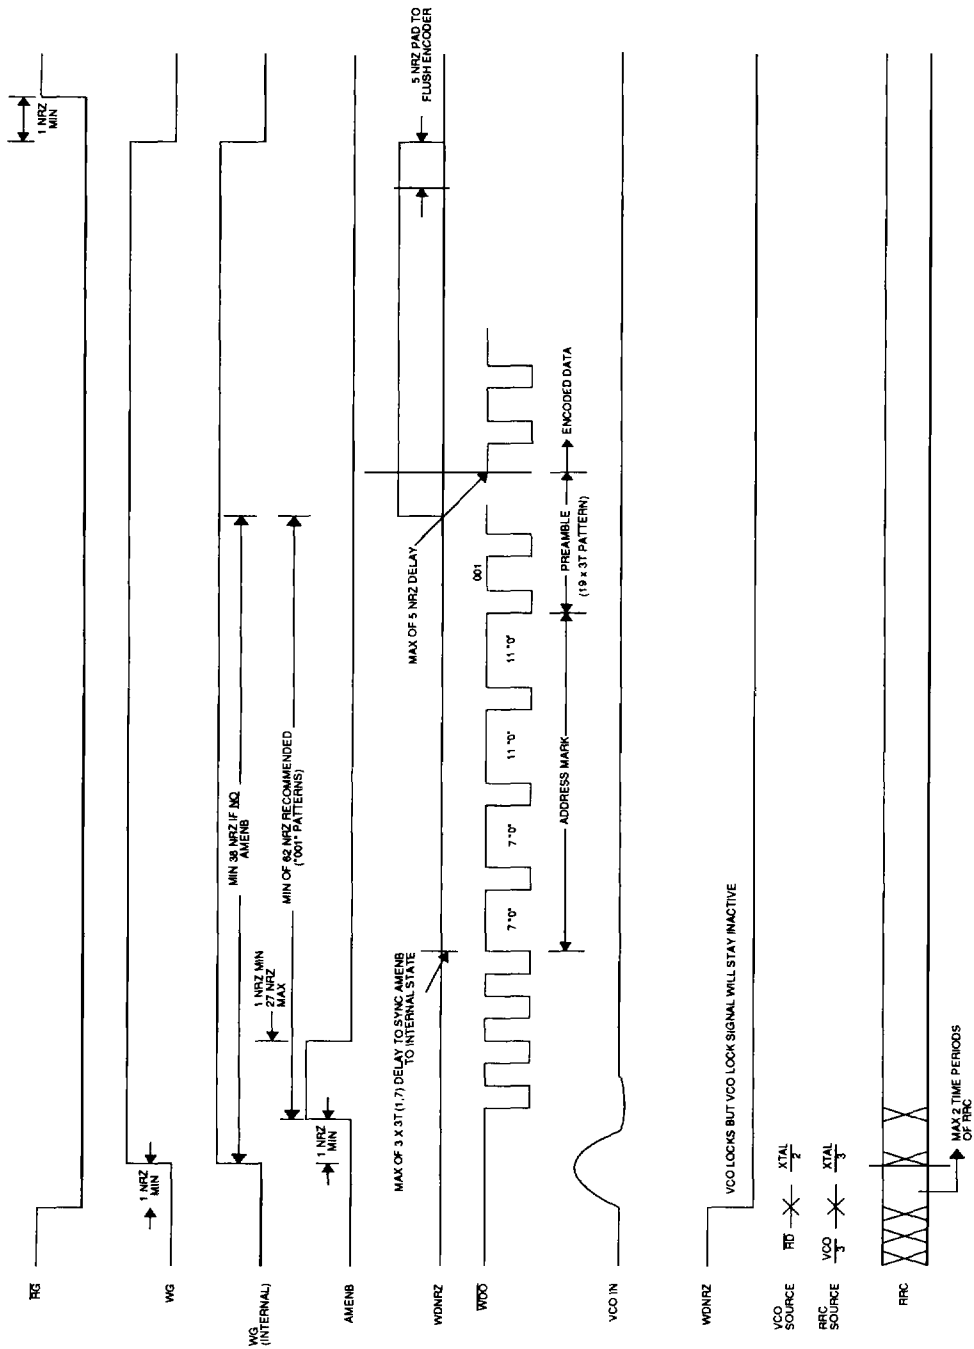 R̅G̅
1 NRZ
MIN
WG
1 NRZ
MIN
WG
(INTERNAL)
MIN 38 NRZ IF NO
AMENB
1 NRZ MIN
27 NRZ
MAX
MIN OF 62 NRZ RECOMMENDED
("001" PATTERNS)
AMENB
1 NRZ
MIN
5 NRZ PAD TO
FLUSH ENCODER
WDNRZ
MAX OF 3 X 3T (1,7) DELAY TO SYNC AMENB
TO INTERNAL STATE
MAX OF 5 NRZ DELAY
W̅D̅O̅
7 "0"
7 "0"
11 "0"
11 "0"
001
ADDRESS MARK
PREAMBLE
(19 x 3T PATTERN)
ENCODED DATA
VCO IN
WDNRZ
VCO LOCKS BUT VCO LOCK SIGNAL WILL STAY INACTIVE
VCO
SOURCE
R̅D̅
XTAL
2
RRC
SOURCE
VCO
3
XTAL
3
RRC
MAX 2 TIME PERIODS
OF RRC